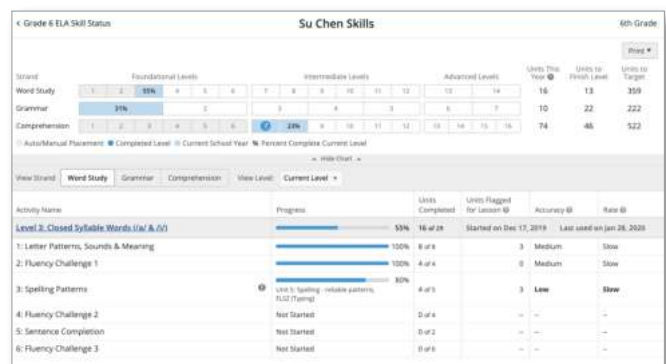 < Grade 6 ELA Skill Status Su Chen Skills 6th Grade
Print ▾
Strand Foundational Levels Intermediate Levels Advanced Levels Units This Year Units to Finish Level Units to Target
Word Study 1 2 55% 4 5 6 7 8 9 10 11 12 13 14 16 13 359
Grammar 31% 2 3 4 5 6 7 10 22 222
Comprehension 1 2 3 4 5 6 7 23% 9 10 11 12 13 14 15 16 74 46 522
Auto/Manual Placement Completed Level Current School Year % Percent Complete Current Level
Hide Chart
View Strand Word Study Grammar Comprehension View Level: Current Level
Activity Name Progress Units Completed Units Flagged for Lesson Accuracy Rate
Level 3: Closed Syllable Words (/a/ & /i/) 55% 16 of 29 Started on Dec 17, 2019 Last used on Jan 28, 2020
1: Letter Patterns, Sounds & Meaning 100% 8 of 8 3 Medium Slow
2: Fluency Challenge 1 100% 4 of 4 0 Medium Slow
3: Spelling Patterns 80% 4 of 5 3 Low Slow
Unit 5: Spelling - reliable patterns,
FLSZ (Typing)
4: Fluency Challenge 2 Not Started 0 of 4 -- -- --
5: Sentence Completion Not Started 0 of 2 -- -- --
6: Fluency Challenge 3 Not Started 0 of 6 -- -- --